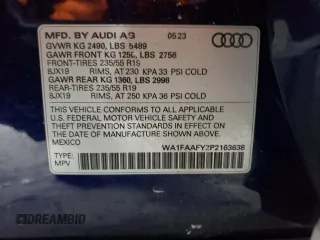 MFD. BY AUDI AG 05 23
GVWR KG 2490, LBS 5489
GAWR FRONT KG 1250, LBS 2756
FRONT-TIRES 235/55 R19
8JX19 RIMS, AT 230 KPA 33 PSI COLD
GAWR REAR KG 1360, LBS 2998
REAR-TIRES 235/55 R19
8JX19 RIMS, AT 250 KPA 36 PSI COLD
THIS VEHICLE CONFORMS TO ALL APPLICABLE
U.S. FEDERAL MOTOR VEHICLE SAFETY AND
THEFT PREVENTION STANDARDS IN EFFECT ON THE
DATE OF MANUFACTURE SHOWN ABOVE.
MEXICO WA1FAAFY2P2163638
TYPE:
MPV
DREAMBID